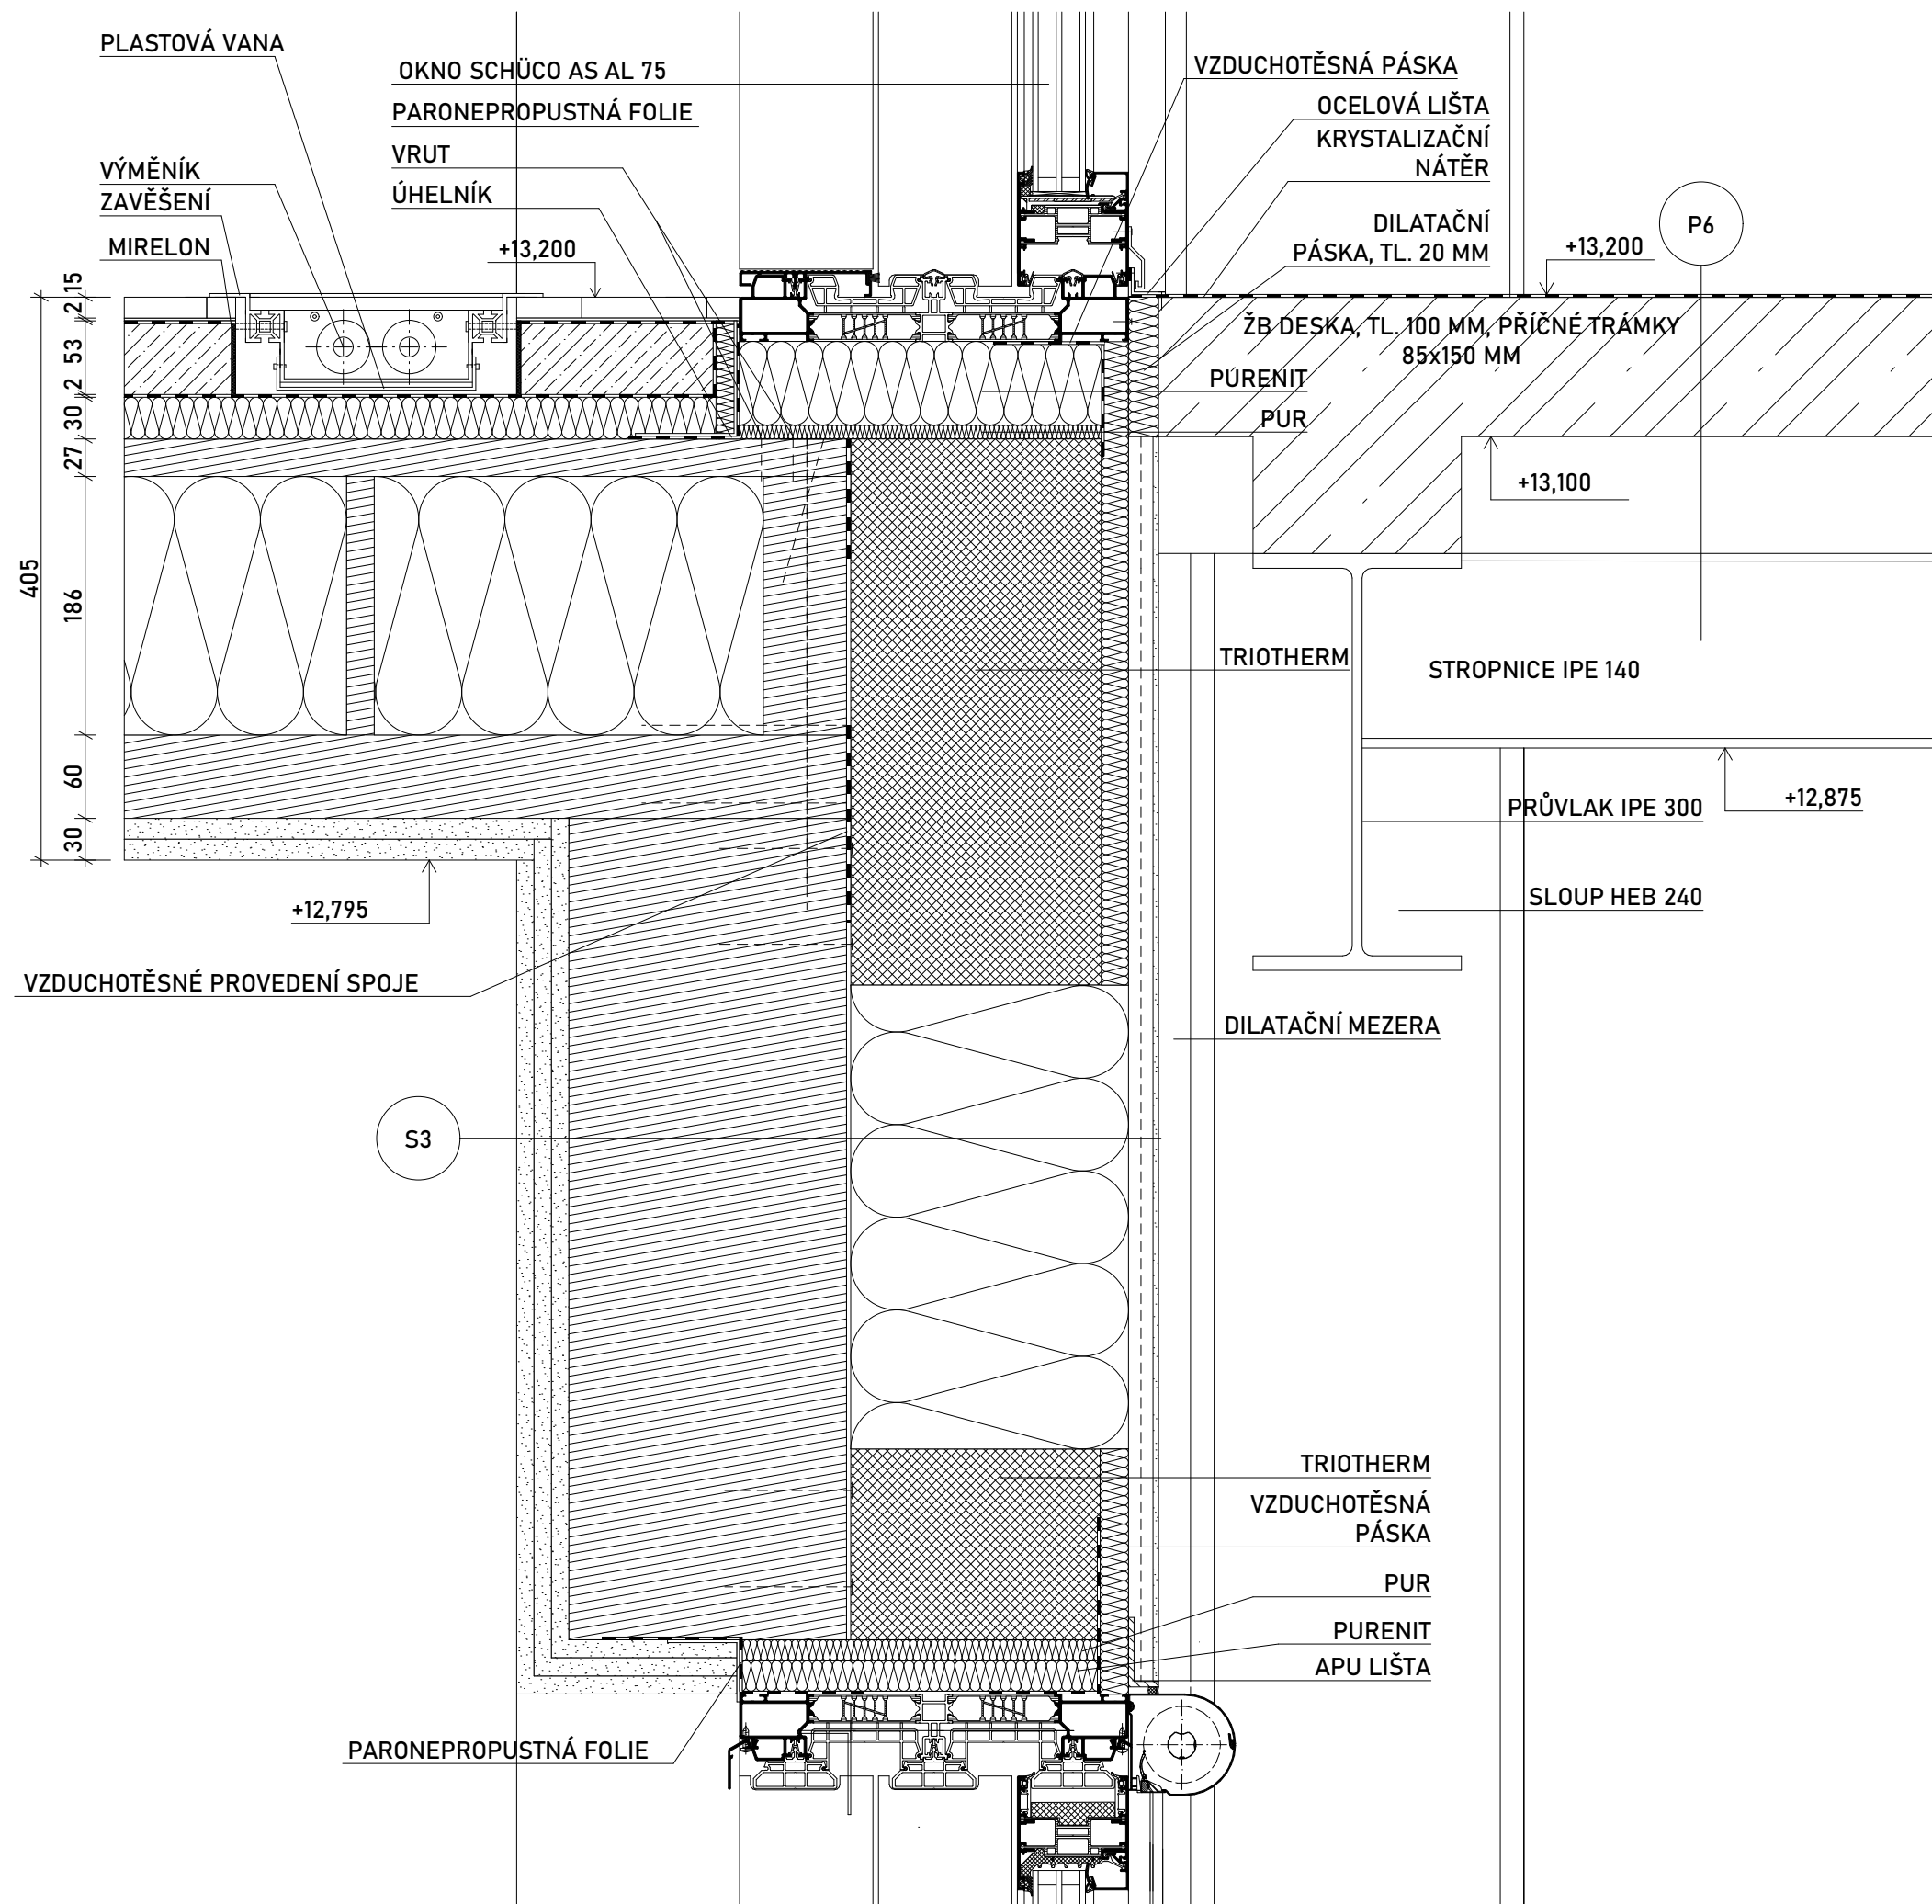 PLASTOVÁ VANA
OKNO SCHÜCO AS AL 75
PARONEPROPUSTNÁ FOLIE
VRUT
ÚHELNÍK
VÝMĚNÍK
ZAVĚŠENÍ
MIRELON
+13,200
VZDUCHOTĚSNÁ PÁSKA
OCELOVÁ LIŠTA
KRYSTALIZAČNÍ
NÁTĚR
DILATAČNÍ
PÁSKA, TL. 20 MM
+13,200
P6
ŽB DESKA, TL. 100 MM, PŘÍČNÉ TRÁMKY
85x150 MM
PURENIT
PUR
+13,100
15
2
53
2
30
27
186
60
30
405
TRIOTHERM
STROPNICE IPE 140
PRŮVLAK IPE 300
+12,875
SLOUP HEB 240
+12,795
VZDUCHOTĚSNÉ PROVEDENÍ SPOJE
DILATAČNÍ MEZERA
S3
TRIOTHERM
VZDUCHOTĚSNÁ
PÁSKA
PUR
PURENIT
APU LIŠTA
PARONEPROPUSTNÁ FOLIE